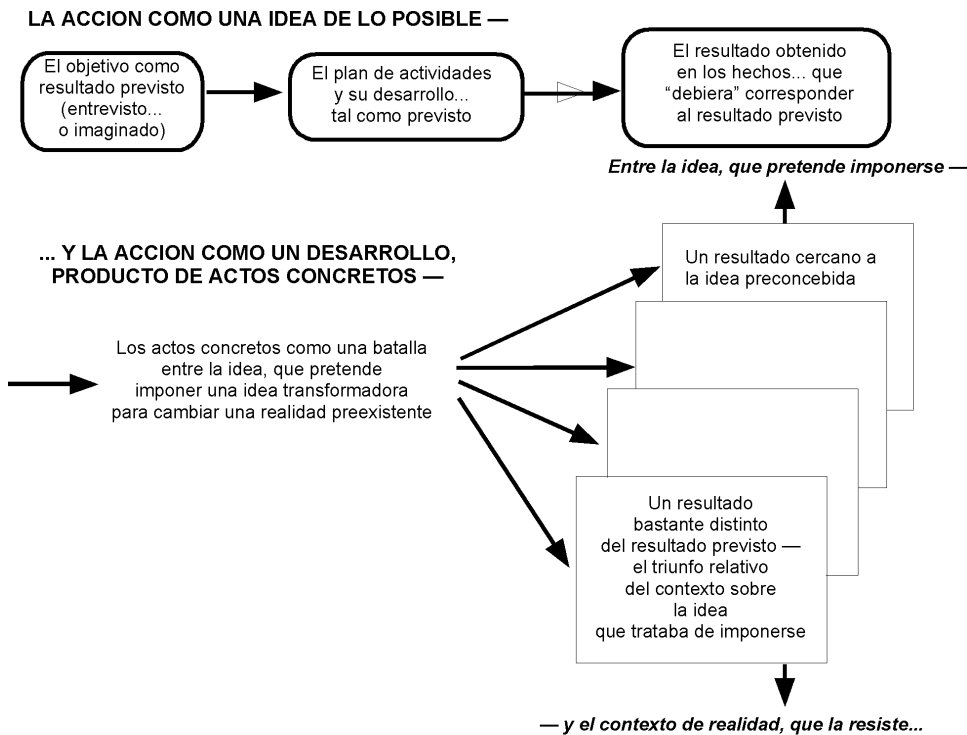 LA ACCION COMO UNA IDEA DE LO POSIBLE —
El objetivo como
resultado previsto
(entrevisto...
o imaginado)
El plan de actividades
y su desarrollo...
tal como previsto
El resultado obtenido
en los hechos... que
“debiera” corresponder
al resultado previsto
Entre la idea, que pretende imponerse —
... Y LA ACCION COMO UN DESARROLLO,
PRODUCTO DE ACTOS CONCRETOS —
Los actos concretos como una batalla
entre la idea, que pretende
imponer una idea transformadora
para cambiar una realidad preexistente
Un resultado cercano a
la idea preconcebida
Un resultado
bastante distinto
del resultado previsto —
el triunfo relativo
del contexto sobre
la idea
que trataba de imponerse
— y el contexto de realidad, que la resiste...